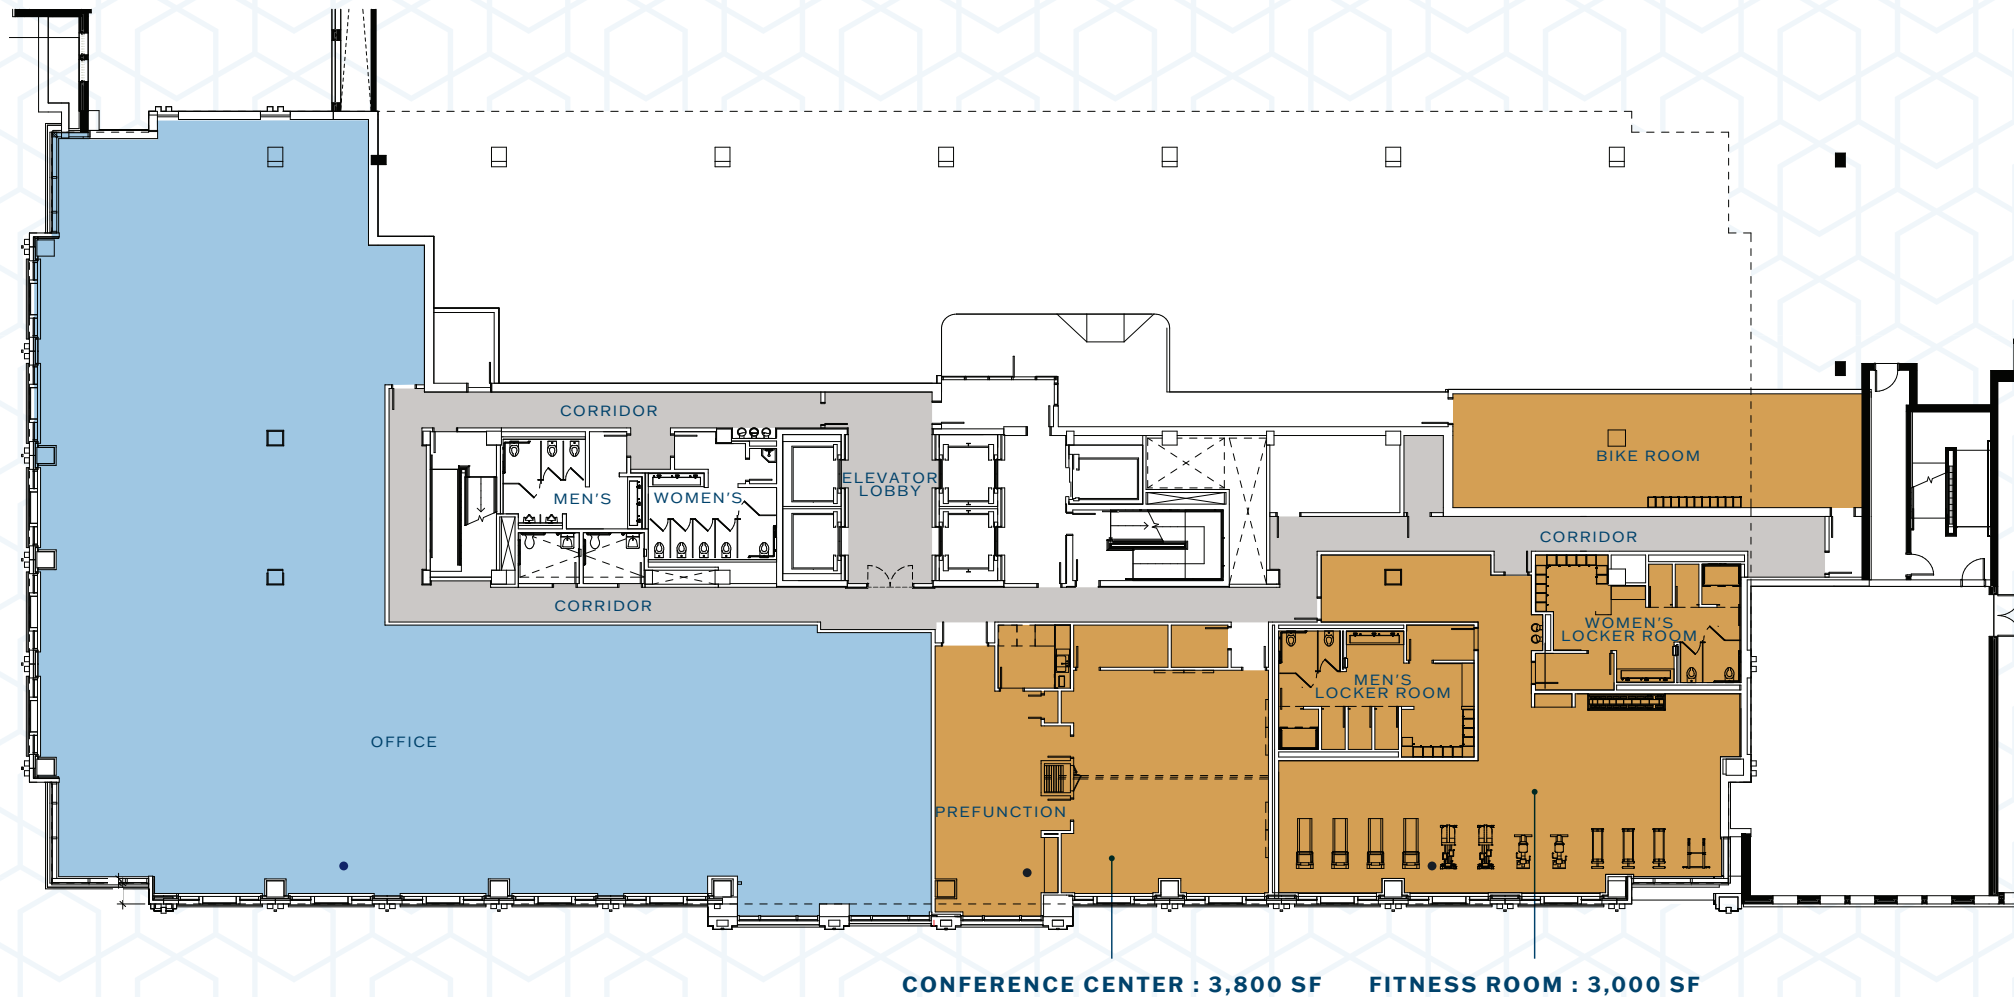 CORRIDOR
ELEVATOR
LOBBY
MEN'S
WOMEN'S
BIKE ROOM
CORRIDOR
CORRIDOR
WOMEN'S
LOCKER ROOM
MEN'S
LOCKER ROOM
OFFICE
PREFUNCTION
CONFERENCE CENTER : 3,800 SF
FITNESS ROOM : 3,000 SF